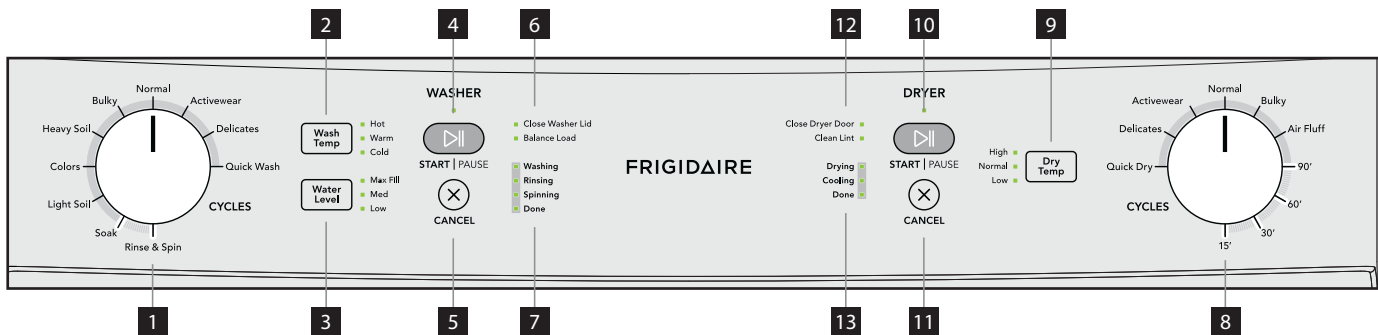 2
4
6
12
10
9
WASHER
DRYER
Normal
Bulky
Activewear
Heavy Soil
Delicates
Colors
Quick Wash
Light Soil
CYCLES
Soak
Rinse & Spin
Wash
Temp
Hot
Warm
Cold
Water
Level
Max Fill
Med
Low
START | PAUSE
CANCEL
Close Washer Lid
Balance Load
Washing
Rinsing
Spinning
Done
FRIGIDAIRE
Close Dryer Door
Clean Lint
Drying
Cooling
Done
START | PAUSE
CANCEL
High
Normal
Low
Dry
Temp
Normal
Activewear
Bulky
Delicates
Air Fluff
Quick Dry
90'
60'
CYCLES
30'
15'
1
3
5
7
13
11
8